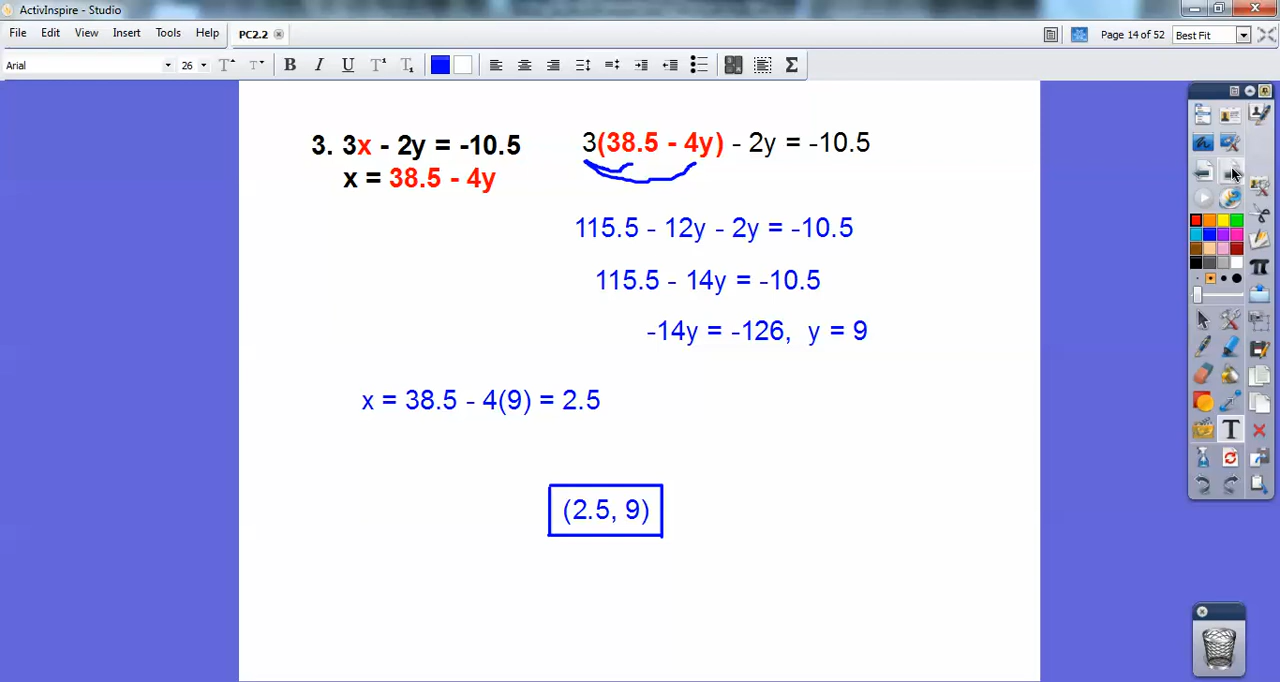 ActivInspire - Studio
File Edit View Insert Tools Help PC2.2 Page 14 of 52 Best Fit
Arial 26 T T B I U T¹ T₁ Σ
3. 3x - 2y = -10.5
x = 38.5 - 4y
3(38.5 - 4y) - 2y = -10.5
115.5 - 12y - 2y = -10.5
115.5 - 14y = -10.5
-14y = -126, y = 9
x = 38.5 - 4(9) = 2.5
(2.5, 9)
T